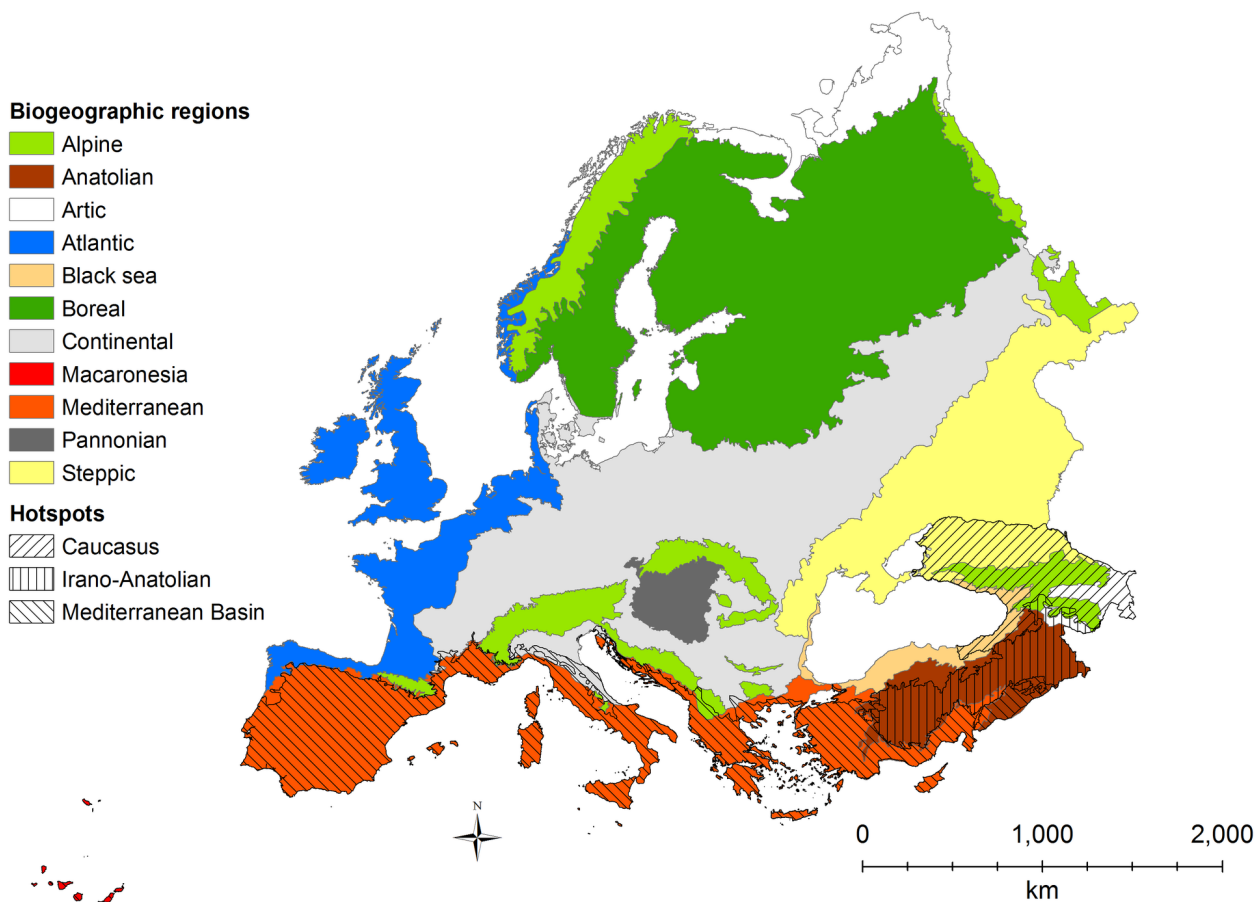 Biogeographic regions
Alpine
Anatolian
Artic
Atlantic
Black sea
Boreal
Continental
Macaronesia
Mediterranean
Pannonian
Steppic
Hotspots
Caucasus
Irano-Anatolian
Mediterranean Basin
N
0 1,000 2,000
km